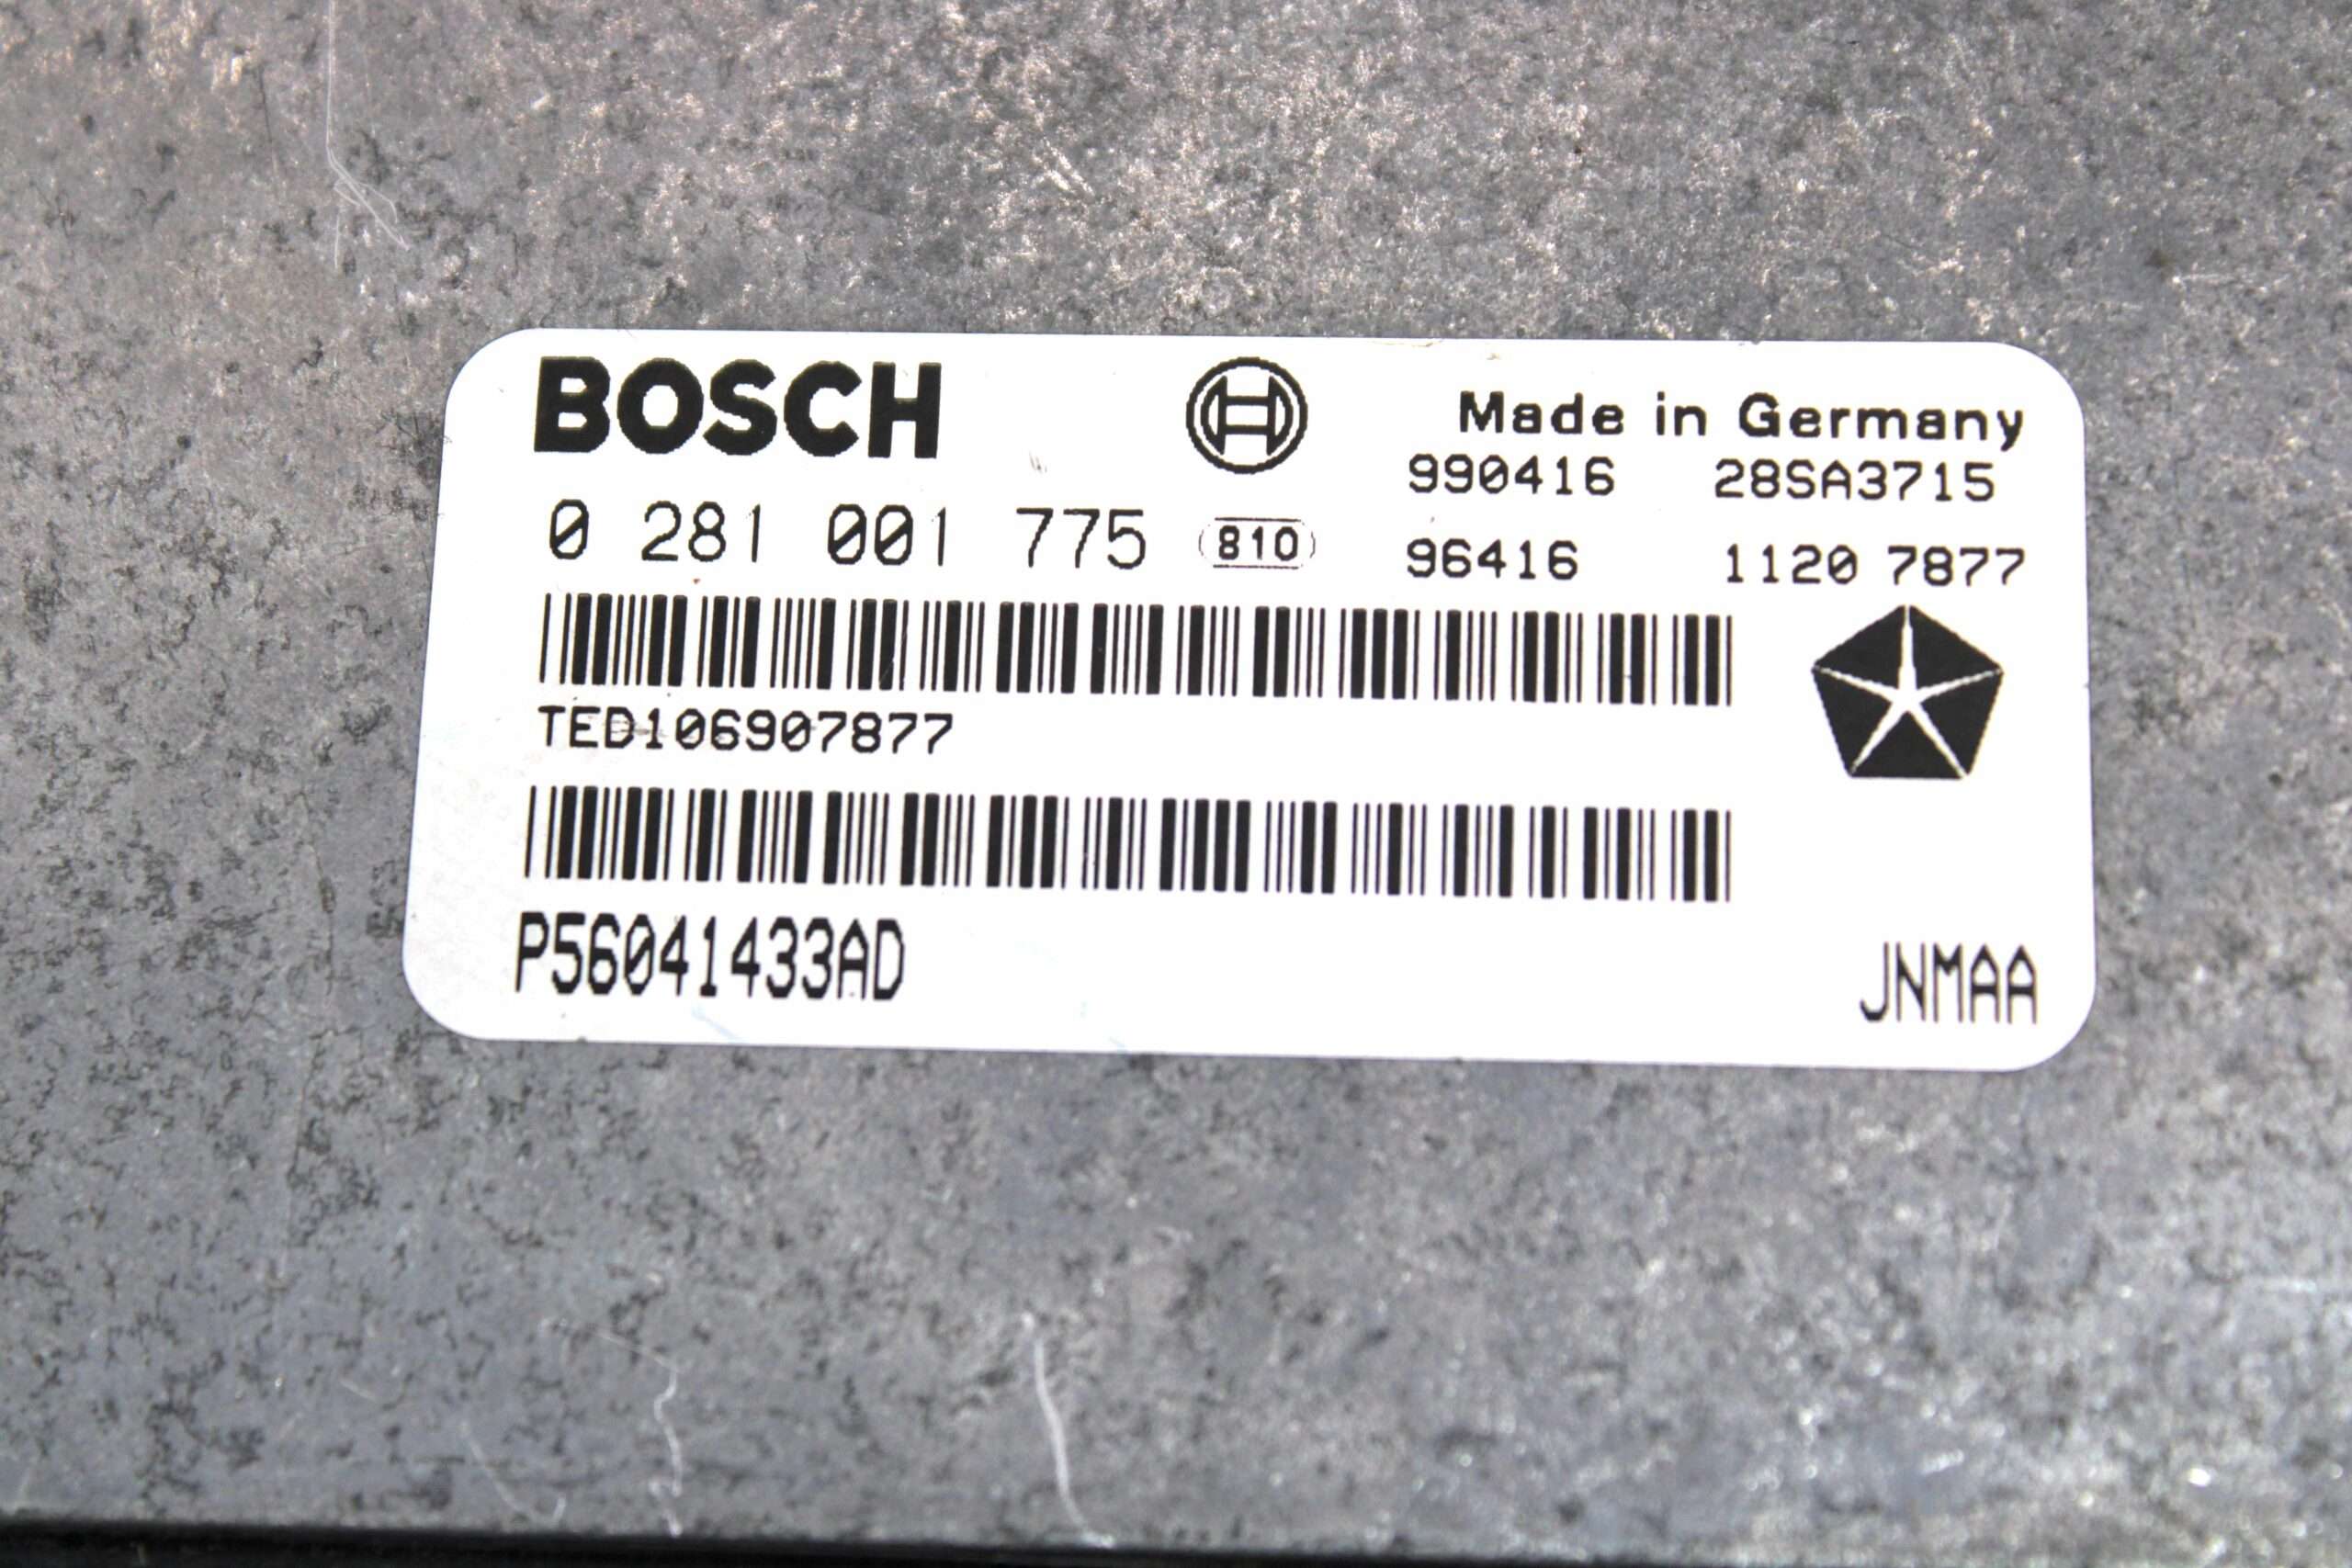 BOSCH
Made in Germany
990416 28SA3715
0 281 001 775 810 96416 1120 7877
TED106907877
P56041433AD
JNMAA